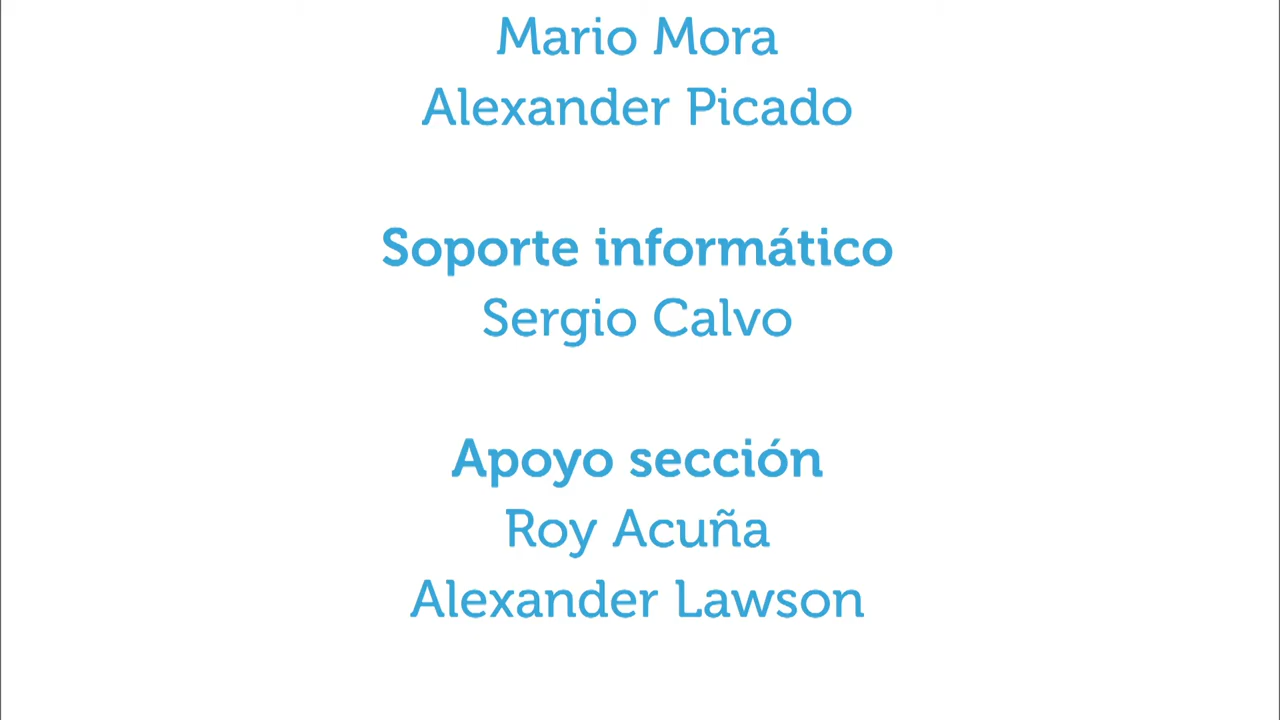 Mario Mora
Alexander Picado
Soporte informático
Sergio Calvo
Apoyo sección
Roy Acuña
Alexander Lawson